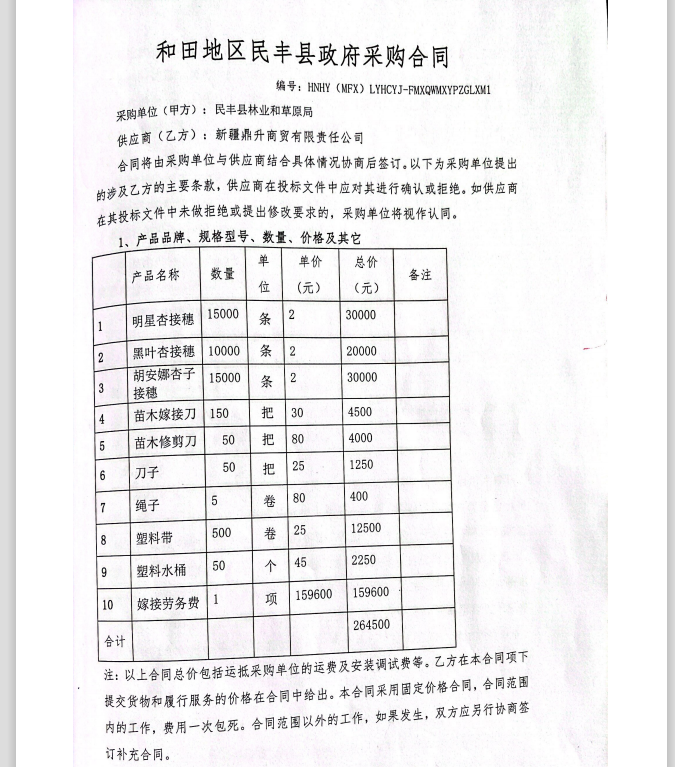 和田地区民丰县政府采购合同
编号：HNHY（MFX）LYHCYJ-FMXQWMXYPZGLXM1
采购单位（甲方）：民丰县林业和草原局
供应商（乙方）：新疆鼎升商贸有限责任公司
合同将由采购单位与供应商结合具体情况协商后签订。以下为采购单位提出
的涉及乙方的主要条款，供应商在投标文件中应对其进行确认或拒绝。如供应商
在其投标文件中未做拒绝或提出修改要求的，采购单位将视作认同。
1、产品品牌、规格型号、数量、价格及其它
产品名称 数量 单位 单价（元） 总价（元） 备注
1 明星杏接穗 15000 条 2 30000
2 黑叶杏接穗 10000 条 2 20000
3 胡安娜杏子接穗 15000 条 2 30000
4 苗木嫁接刀 150 把 30 4500
5 苗木修剪刀 50 把 80 4000
6 刀子 50 把 25 1250
7 绳子 5 卷 80 400
8 塑料带 500 卷 25 12500
9 塑料水桶 50 个 45 2250
10 嫁接劳务费 1 项 159600 159600
合计 264500
注：以上合同总价包括运抵采购单位的运费及安装调试费等。乙方在本合同项下
提交货物和履行服务的价格在合同中给出。本合同采用固定价格合同，合同范围
内的工作，费用一次包死。合同范围以外的工作，如果发生，双方应另行协商签
订补充合同。